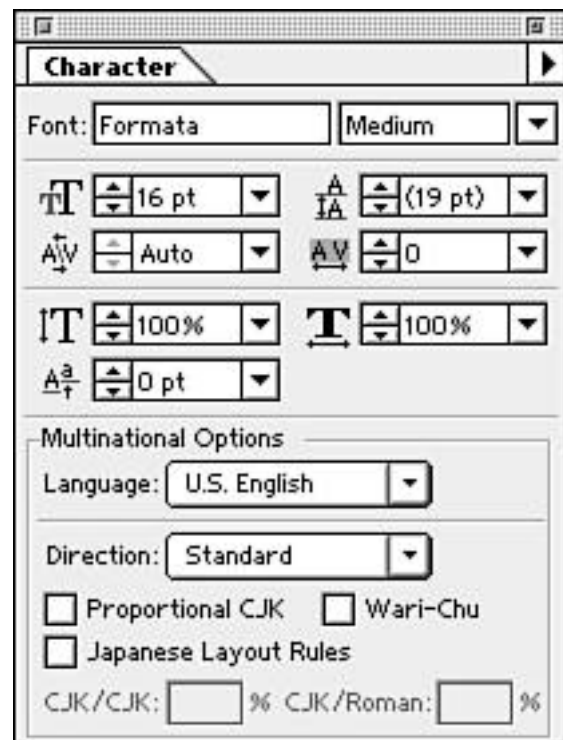 Character
Font: Formata Medium
16 pt (19 pt)
Auto 0
100% 100%
0 pt
Multinational Options
Language: U.S. English
Direction: Standard
Proportional CJK Wari-Chu
Japanese Layout Rules
CJK/CJK: % CJK/Roman: %